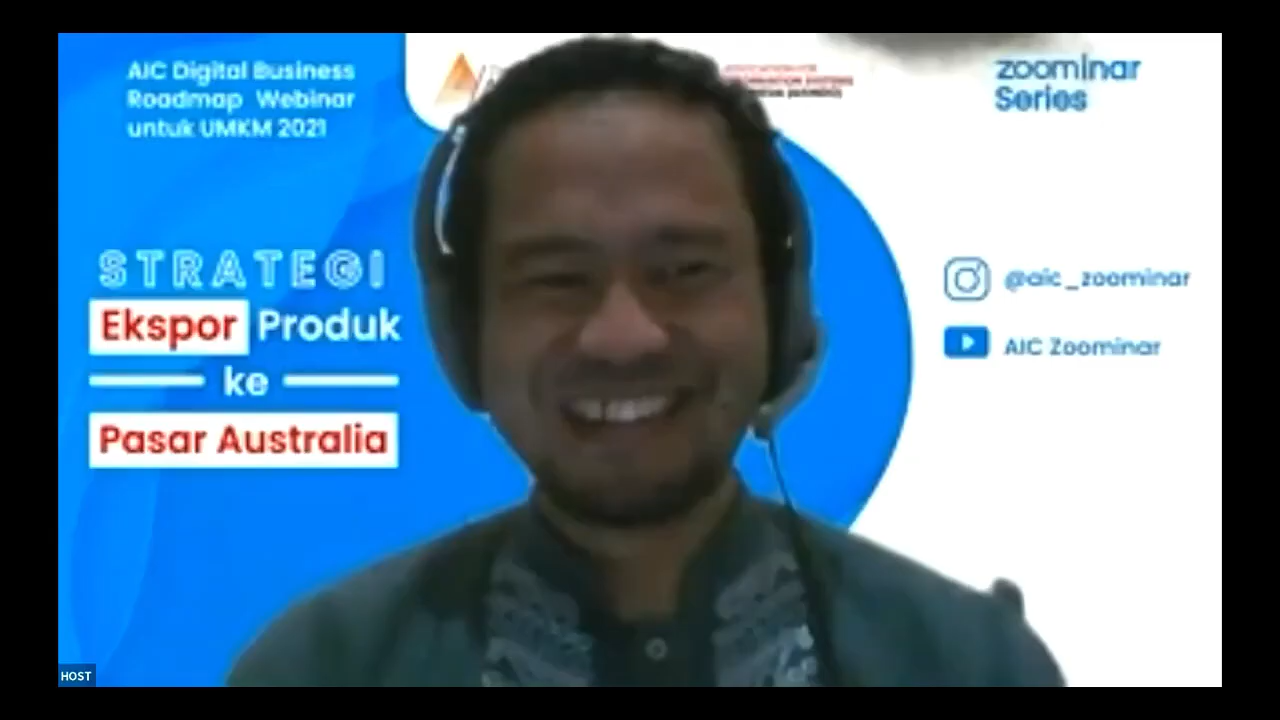 AIC Digital Business
Roadmap Webinar
untuk UMKM 2021
zoominar
Series
STRATEGI
Ekspor Produk
ke
Pasar Australia
@aic_zoominar
AIC Zoominar
HOST